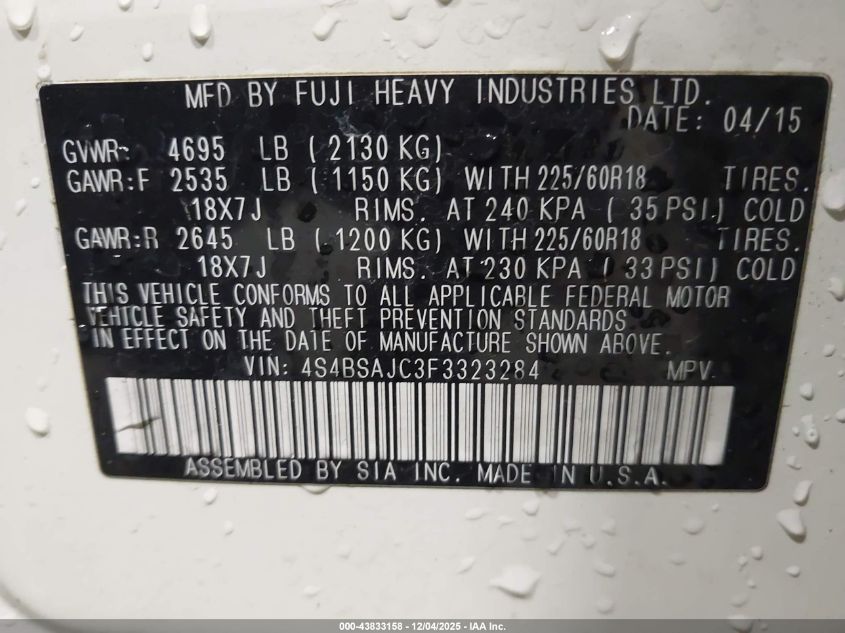 MFD BY FUJI HEAVY INDUSTRIES LTD.
DATE: 04/15
GVWR: 4695 LB ( 2130 KG)
GAWR:F 2535 LB ( 1150 KG) WITH 225/60R18 TIRES.
18X7J RIMS. AT 240 KPA ( 35 PSI) COLD
GAWR:R 2645 LB ( 1200 KG) WITH 225/60R18 TIRES.
18X7J RIMS. AT 230 KPA ( 33 PSI) COLD
THIS VEHICLE CONFORMS TO ALL APPLICABLE FEDERAL MOTOR
VEHICLE SAFETY AND THEFT PREVENTION STANDARDS
IN EFFECT ON THE DATE OF MANUFACTURE SHOWN ABOVE.
VIN: 4S4BSAJC3F3323284 MPV
ASSEMBLED BY SIA INC. MADE IN U.S.A.
000-43833158 - 12/04/2025 - IAA Inc.